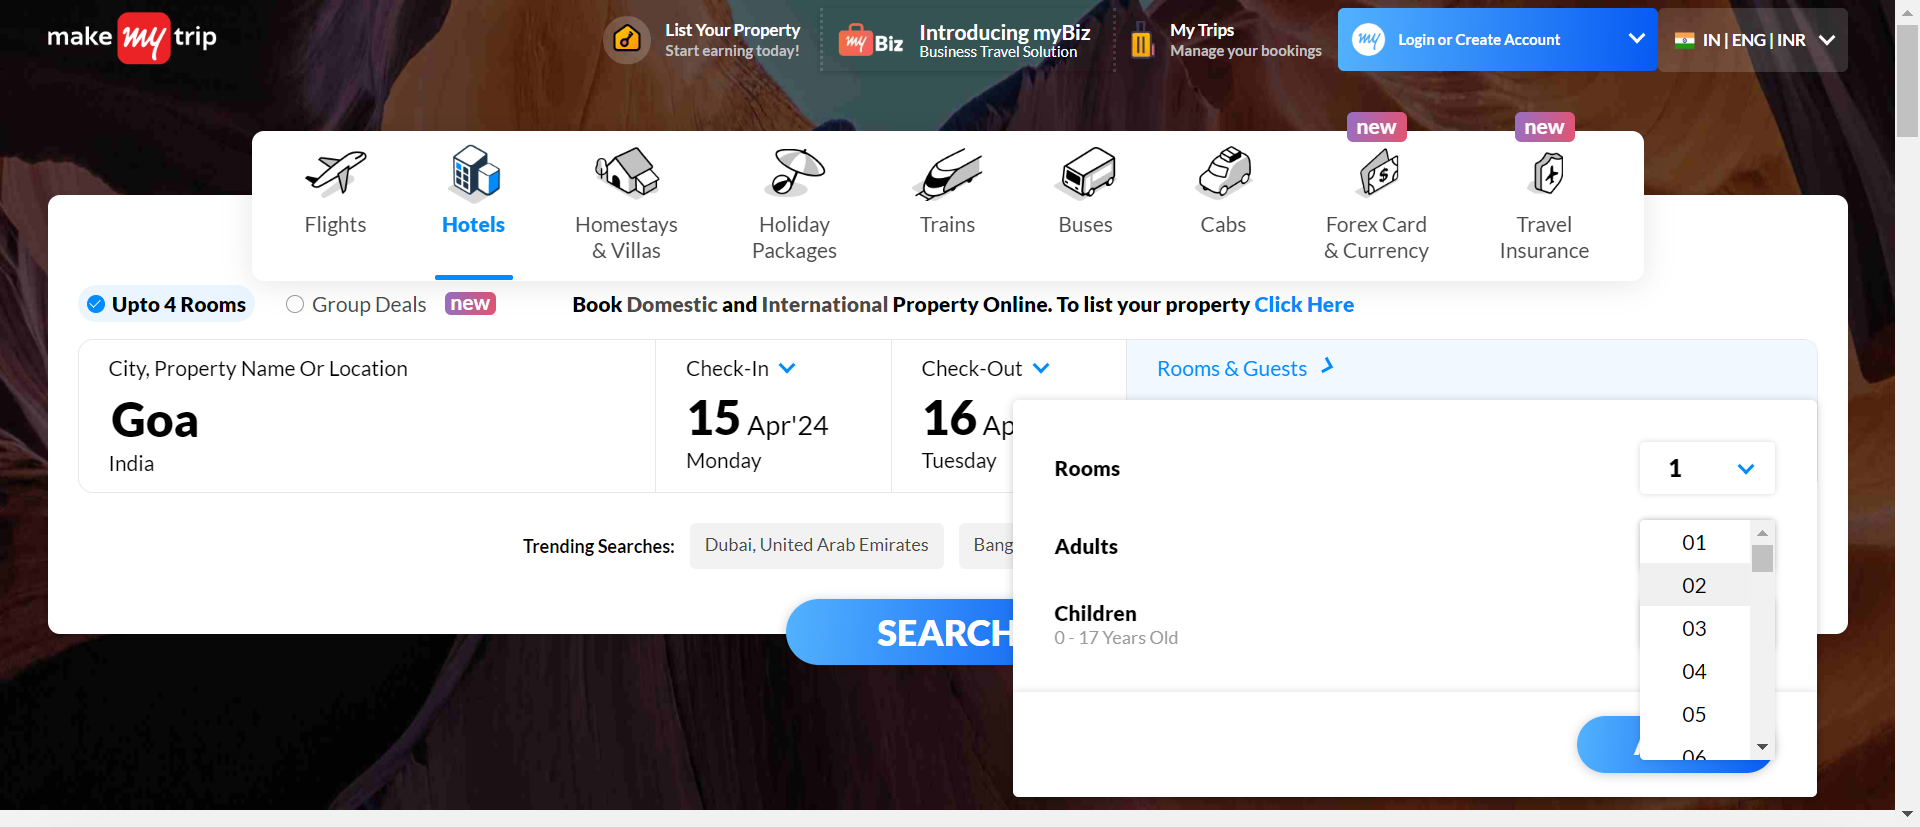 make my trip
List Your Property
Start earning today!
my Biz
Introducing myBiz
Business Travel Solution
My Trips
Manage your bookings
my
Login or Create Account
IN | ENG | INR
new
new
Flights
Hotels
Homestays
& Villas
Holiday
Packages
Trains
Buses
Cabs
Forex Card
& Currency
Travel
Insurance
Upto 4 Rooms
Group Deals
new
Book Domestic and International Property Online. To list your property Click Here
City, Property Name Or Location
Goa
India
Check-In
15 Apr'24
Monday
Check-Out
16 Ap
Tuesday
Rooms & Guests
Rooms
1
Adults
01
02
03
04
05
06
Children
0 - 17 Years Old
Trending Searches:
Dubai, United Arab Emirates
Bang
SEARCH